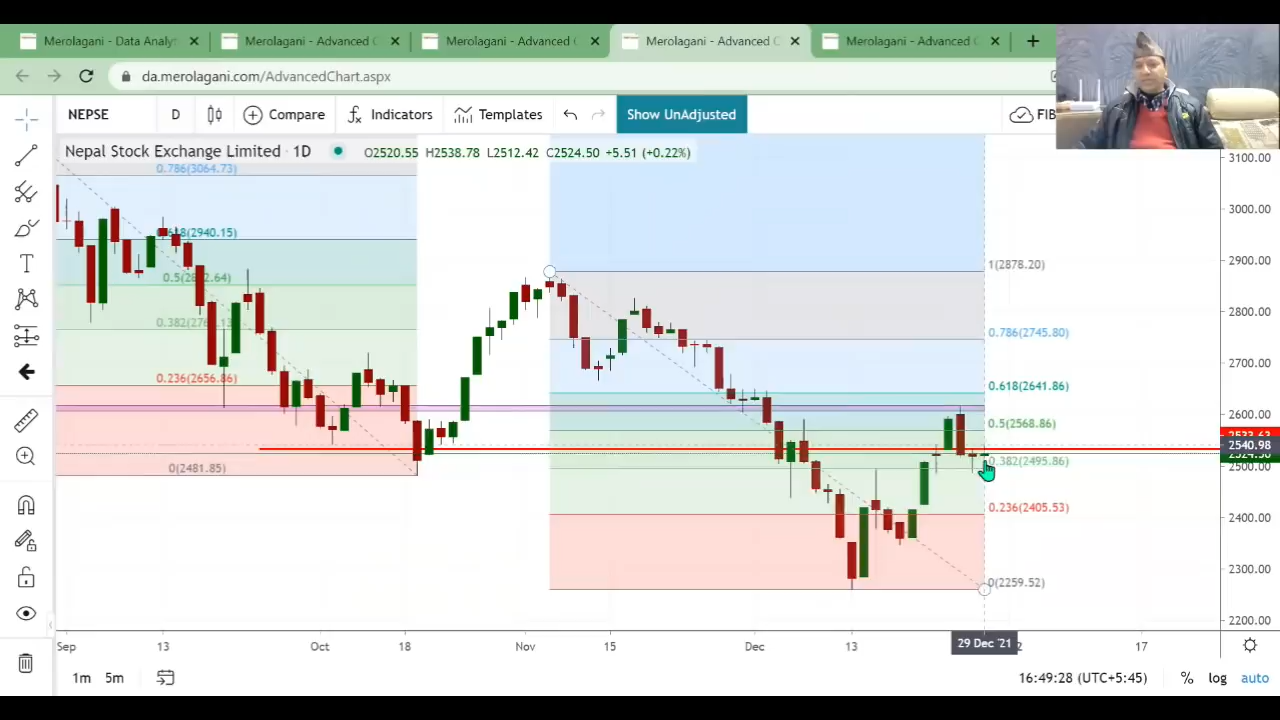 Merolagani - Data Analyt
Merolagani - Advanced C
Merolagani - Advanced C
Merolagani - Advanced C
Merolagani - Advanced C
da.merolagani.com/AdvancedChart.aspx
NEPSE D Compare Indicators Templates Show UnAdjusted FIB
Nepal Stock Exchange Limited · 1D O2520.55 H2538.78 L2512.42 C2524.50 +5.51 (+0.22%)
0.786(3064.73)
0.618(2940.15)
0.236(2656.86)
0(2481.85)
1(2878.20)
0.786(2745.80)
0.618(2641.86)
0.5(2568.86)
0.382(2495.86)
0.236(2405.53)
0(2259.52)
3100.00
3000.00
2900.00
2800.00
2700.00
2600.00
2540.98
2500.00
2400.00
2300.00
2200.00
Sep 13 Oct 18 Nov 15 Dec 13 29 Dec '21 17
1m 5m 16:49:28 (UTC+5:45) % log auto